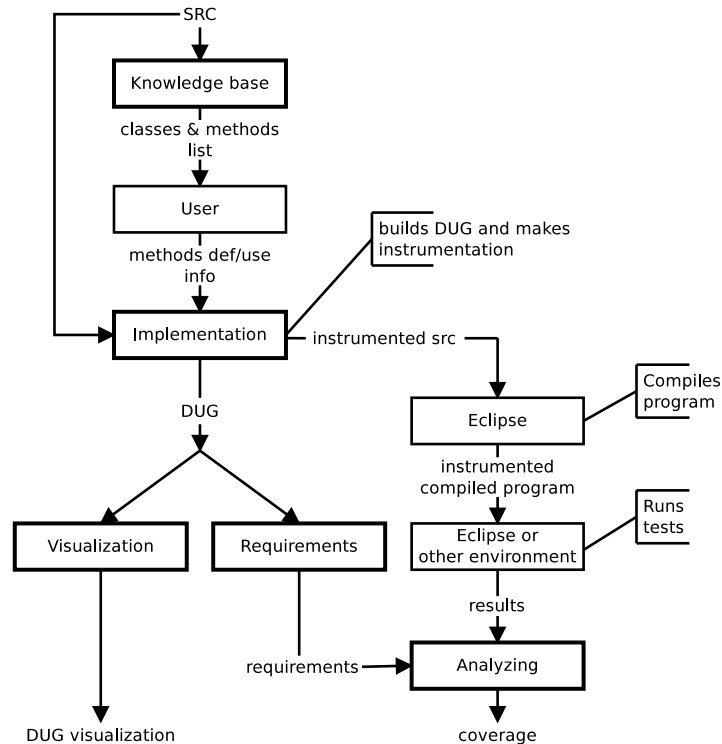 SRC
Knowledge base
classes & methods
list
User
methods def/use
info
builds DUG and makes
instrumentation
Implementation
instrumented src
DUG
Eclipse
Compiles
program
instrumented
compiled program
Visualization
Requirements
Eclipse or
other environment
Runs
tests
results
requirements
Analyzing
DUG visualization
coverage